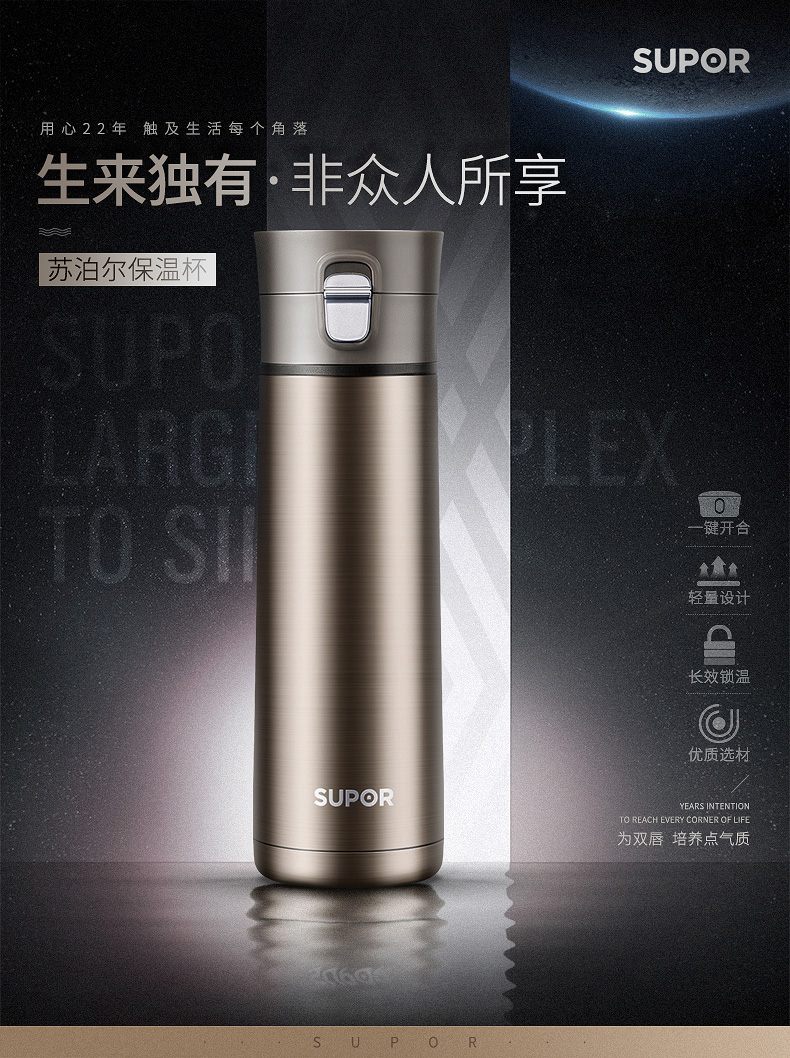 SUPOR
用心22年 触及生活每个角落
生来独有·非众人所享
苏泊尔保温杯
SUPO
LARG PLEX
TO SI
一键开合
轻量设计
长效锁温
优质选材
SUPOR
YEARS INTENTION
TO REACH EVERY CORNER OF LIFE
为双唇 培养点气质
· · · S U P O R · · ·